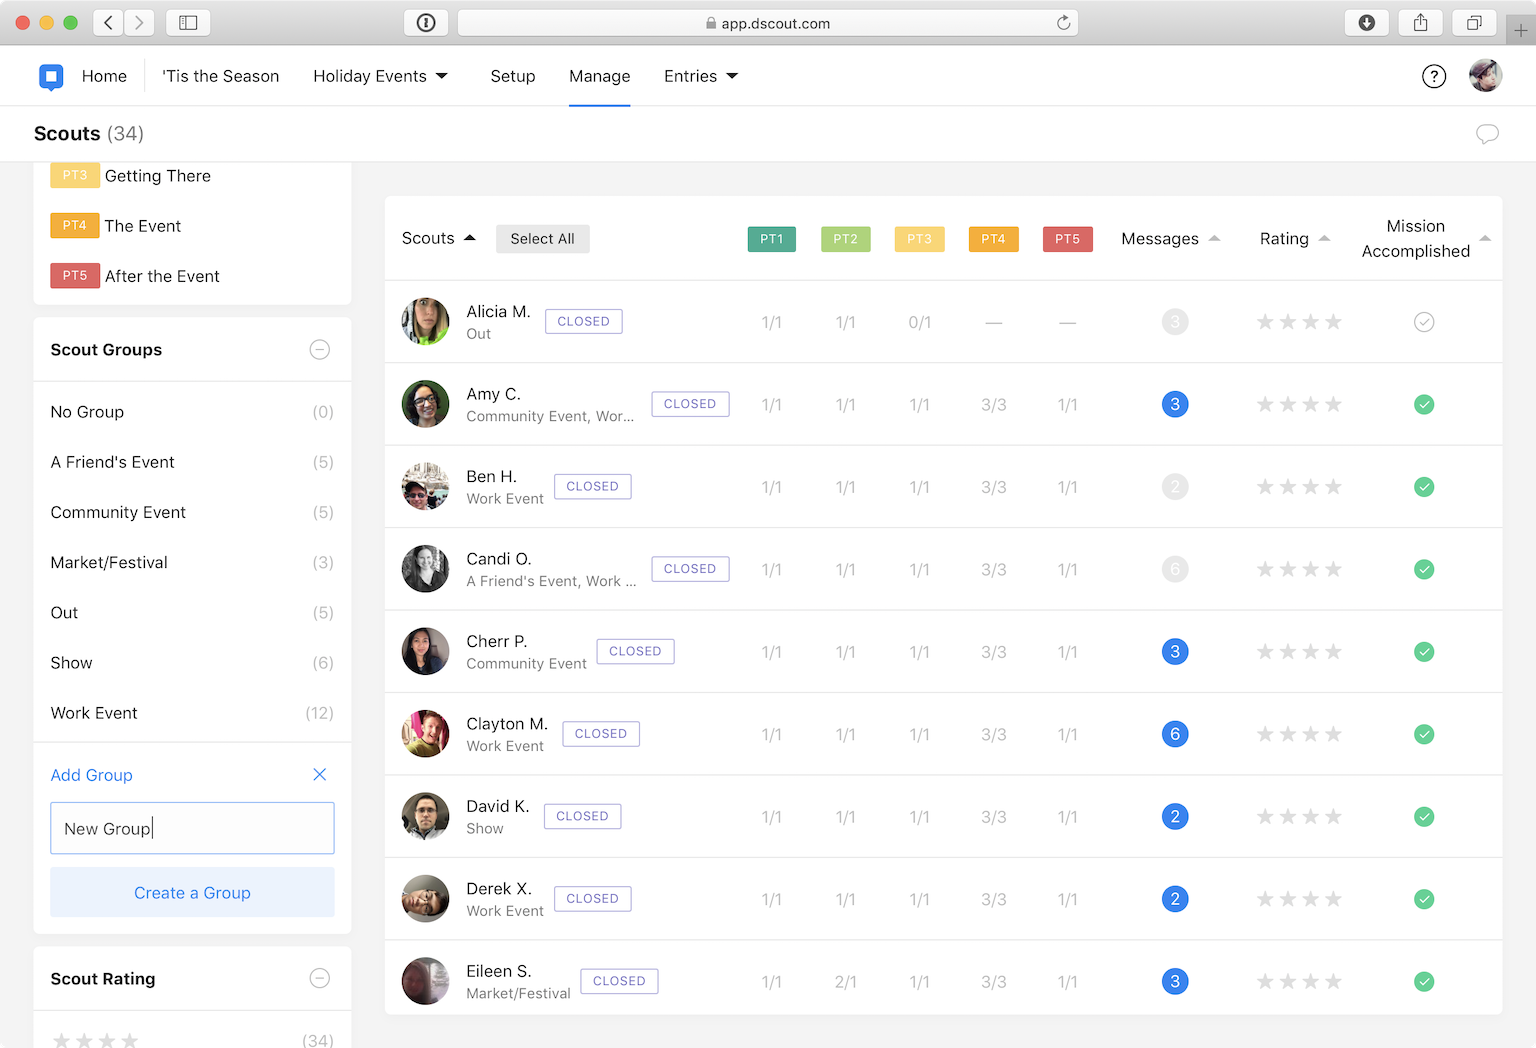 app.dscout.com
Home
'Tis the Season
Holiday Events
Setup
Manage
Entries
?
Scouts (34)
PT3 Getting There
PT4 The Event
PT5 After the Event
Scout Groups
No Group (0)
A Friend's Event (5)
Community Event (5)
Market/Festival (3)
Out (5)
Show (6)
Work Event (12)
Add Group
New Group
Create a Group
Scout Rating
(34)
Scouts Select All PT1 PT2 PT3 PT4 PT5 Messages Rating Mission
Accomplished
Alicia M. CLOSED 1/1 1/1 0/1 — — 3
Out
Amy C. CLOSED 1/1 1/1 1/1 3/3 1/1 3
Community Event, Wor...
Ben H. CLOSED 1/1 1/1 1/1 3/3 1/1 2
Work Event
Candi O. CLOSED 1/1 1/1 1/1 3/3 1/1 6
A Friend's Event, Work ...
Cherr P. CLOSED 1/1 1/1 1/1 3/3 1/1 3
Community Event
Clayton M. CLOSED 1/1 1/1 1/1 3/3 1/1 6
Work Event
David K. CLOSED 1/1 1/1 1/1 3/3 1/1 2
Show
Derek X. CLOSED 1/1 1/1 1/1 3/3 1/1 2
Work Event
Eileen S. CLOSED 1/1 2/1 1/1 3/3 1/1 3
Market/Festival